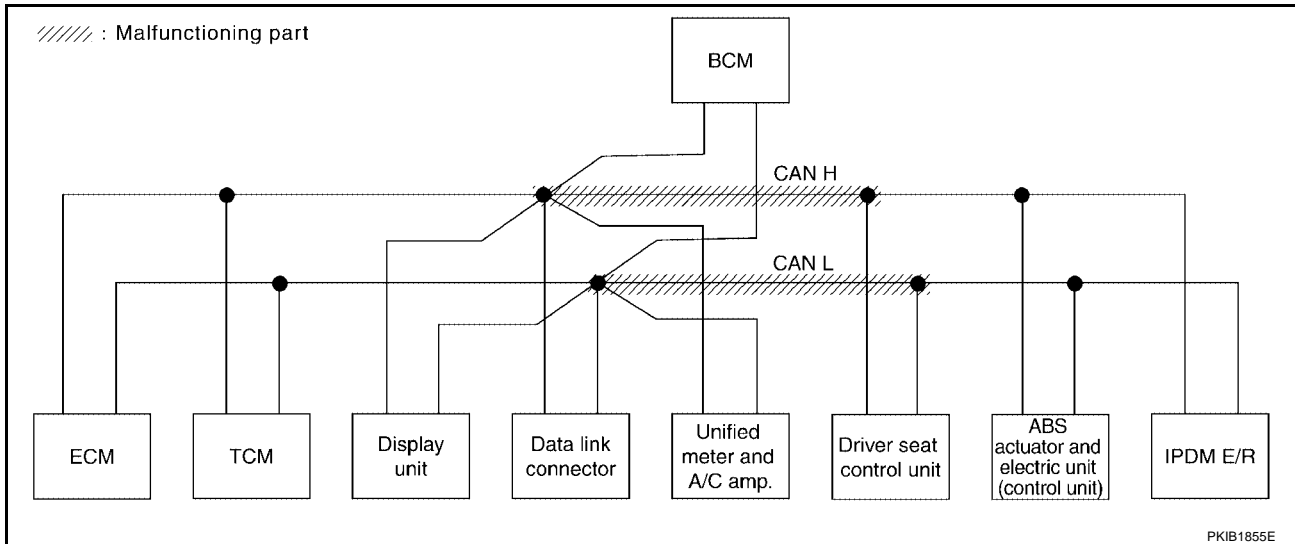 ///// : Malfunctioning part
BCM
CAN H
CAN L
ECM
TCM
Display
unit
Data link
connector
Unified
meter and
A/C amp.
Driver seat
control unit
ABS
actuator and
electric unit
(control unit)
IPDM E/R
PKIB1855E